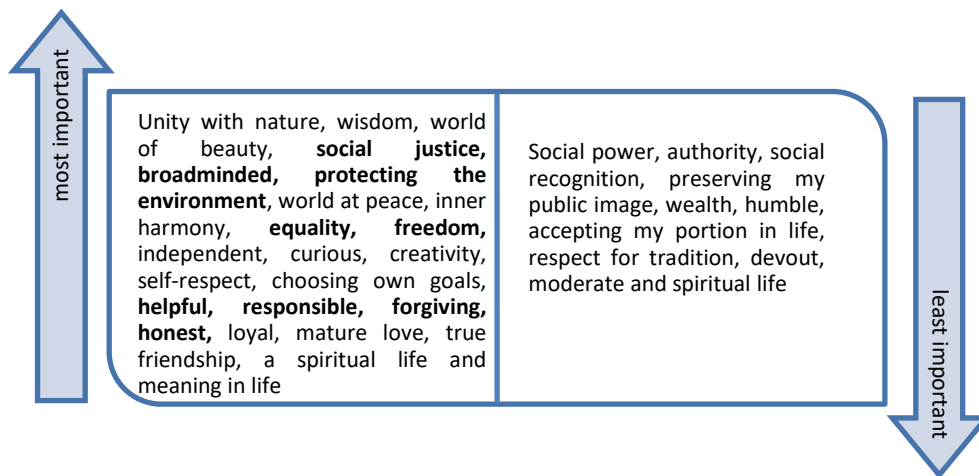 most important
Unity with nature, wisdom, world
of beauty, social justice,
broadminded, protecting the
environment, world at peace, inner
harmony, equality, freedom,
independent, curious, creativity,
self-respect, choosing own goals,
helpful, responsible, forgiving,
honest, loyal, mature love, true
friendship, a spiritual life and
meaning in life
Social power, authority, social
recognition, preserving my
public image, wealth, humble,
accepting my portion in life,
respect for tradition, devout,
moderate and spiritual life
least important